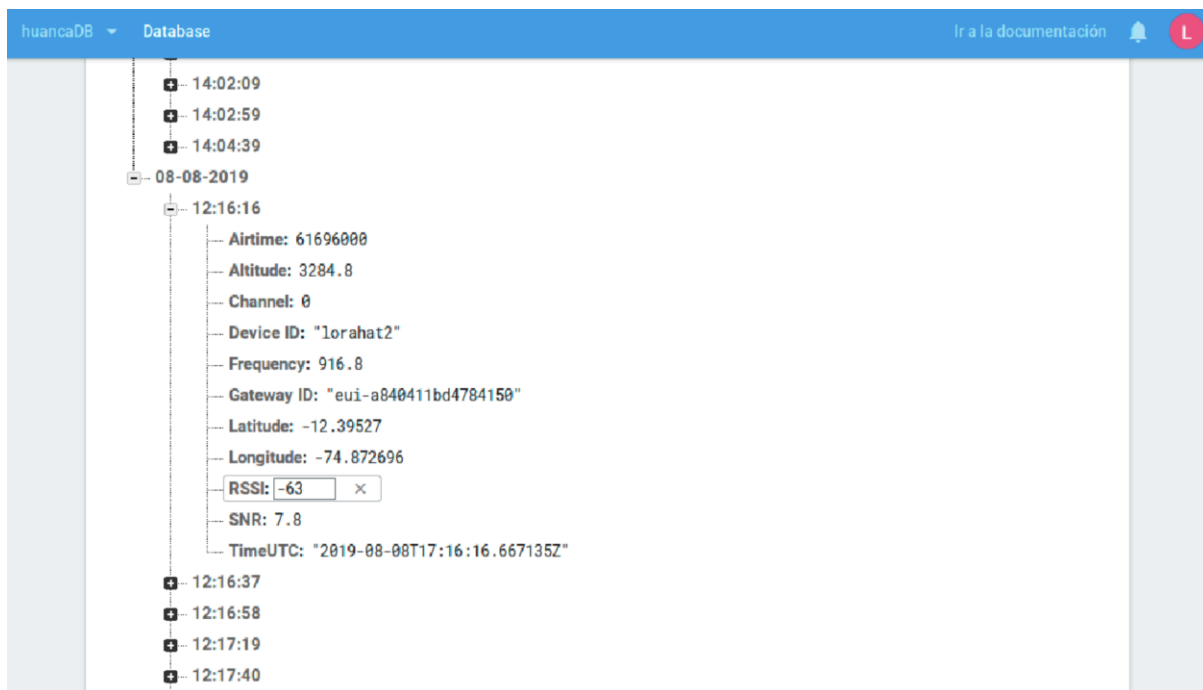 huancaDB Database Ir a la documentación L
14:02:09
14:02:59
14:04:39
08-08-2019
12:16:16
Airtime: 61696000
Altitude: 3284.8
Channel: 0
Device ID: "lorahat2"
Frequency: 916.8
Gateway ID: "eui-a840411bd4784150"
Latitude: -12.39527
Longitude: -74.872696
RSSI: -63 ×
SNR: 7.8
TimeUTC: "2019-08-08T17:16:16.667135Z"
12:16:37
12:16:58
12:17:19
12:17:40